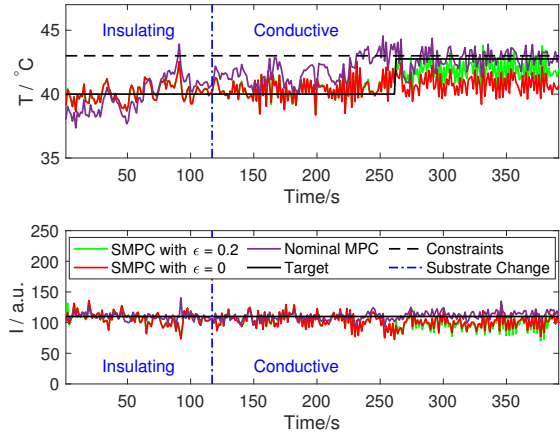 Insulating Conductive
45
40
35
T / °C
50 100 150 200 250 300 350
Time/s
250
200
150
100
50
0
I / a.u.
SMPC with ϵ = 0.2 Nominal MPC Constraints
SMPC with ϵ = 0 Target Substrate Change
Insulating Conductive
50 100 150 200 250 300 350
Time/s